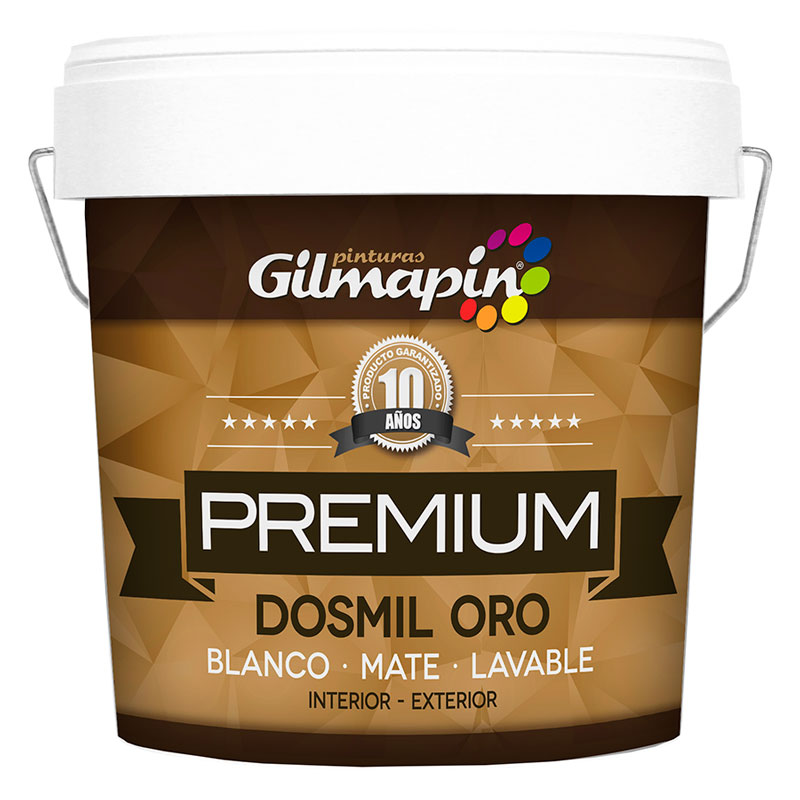 pinturas
Gilmapin®
PRODUCTO GARANTIZADO
10
AÑOS
PREMIUM
DOSMIL ORO
BLANCO · MATE · LAVABLE
INTERIOR - EXTERIOR